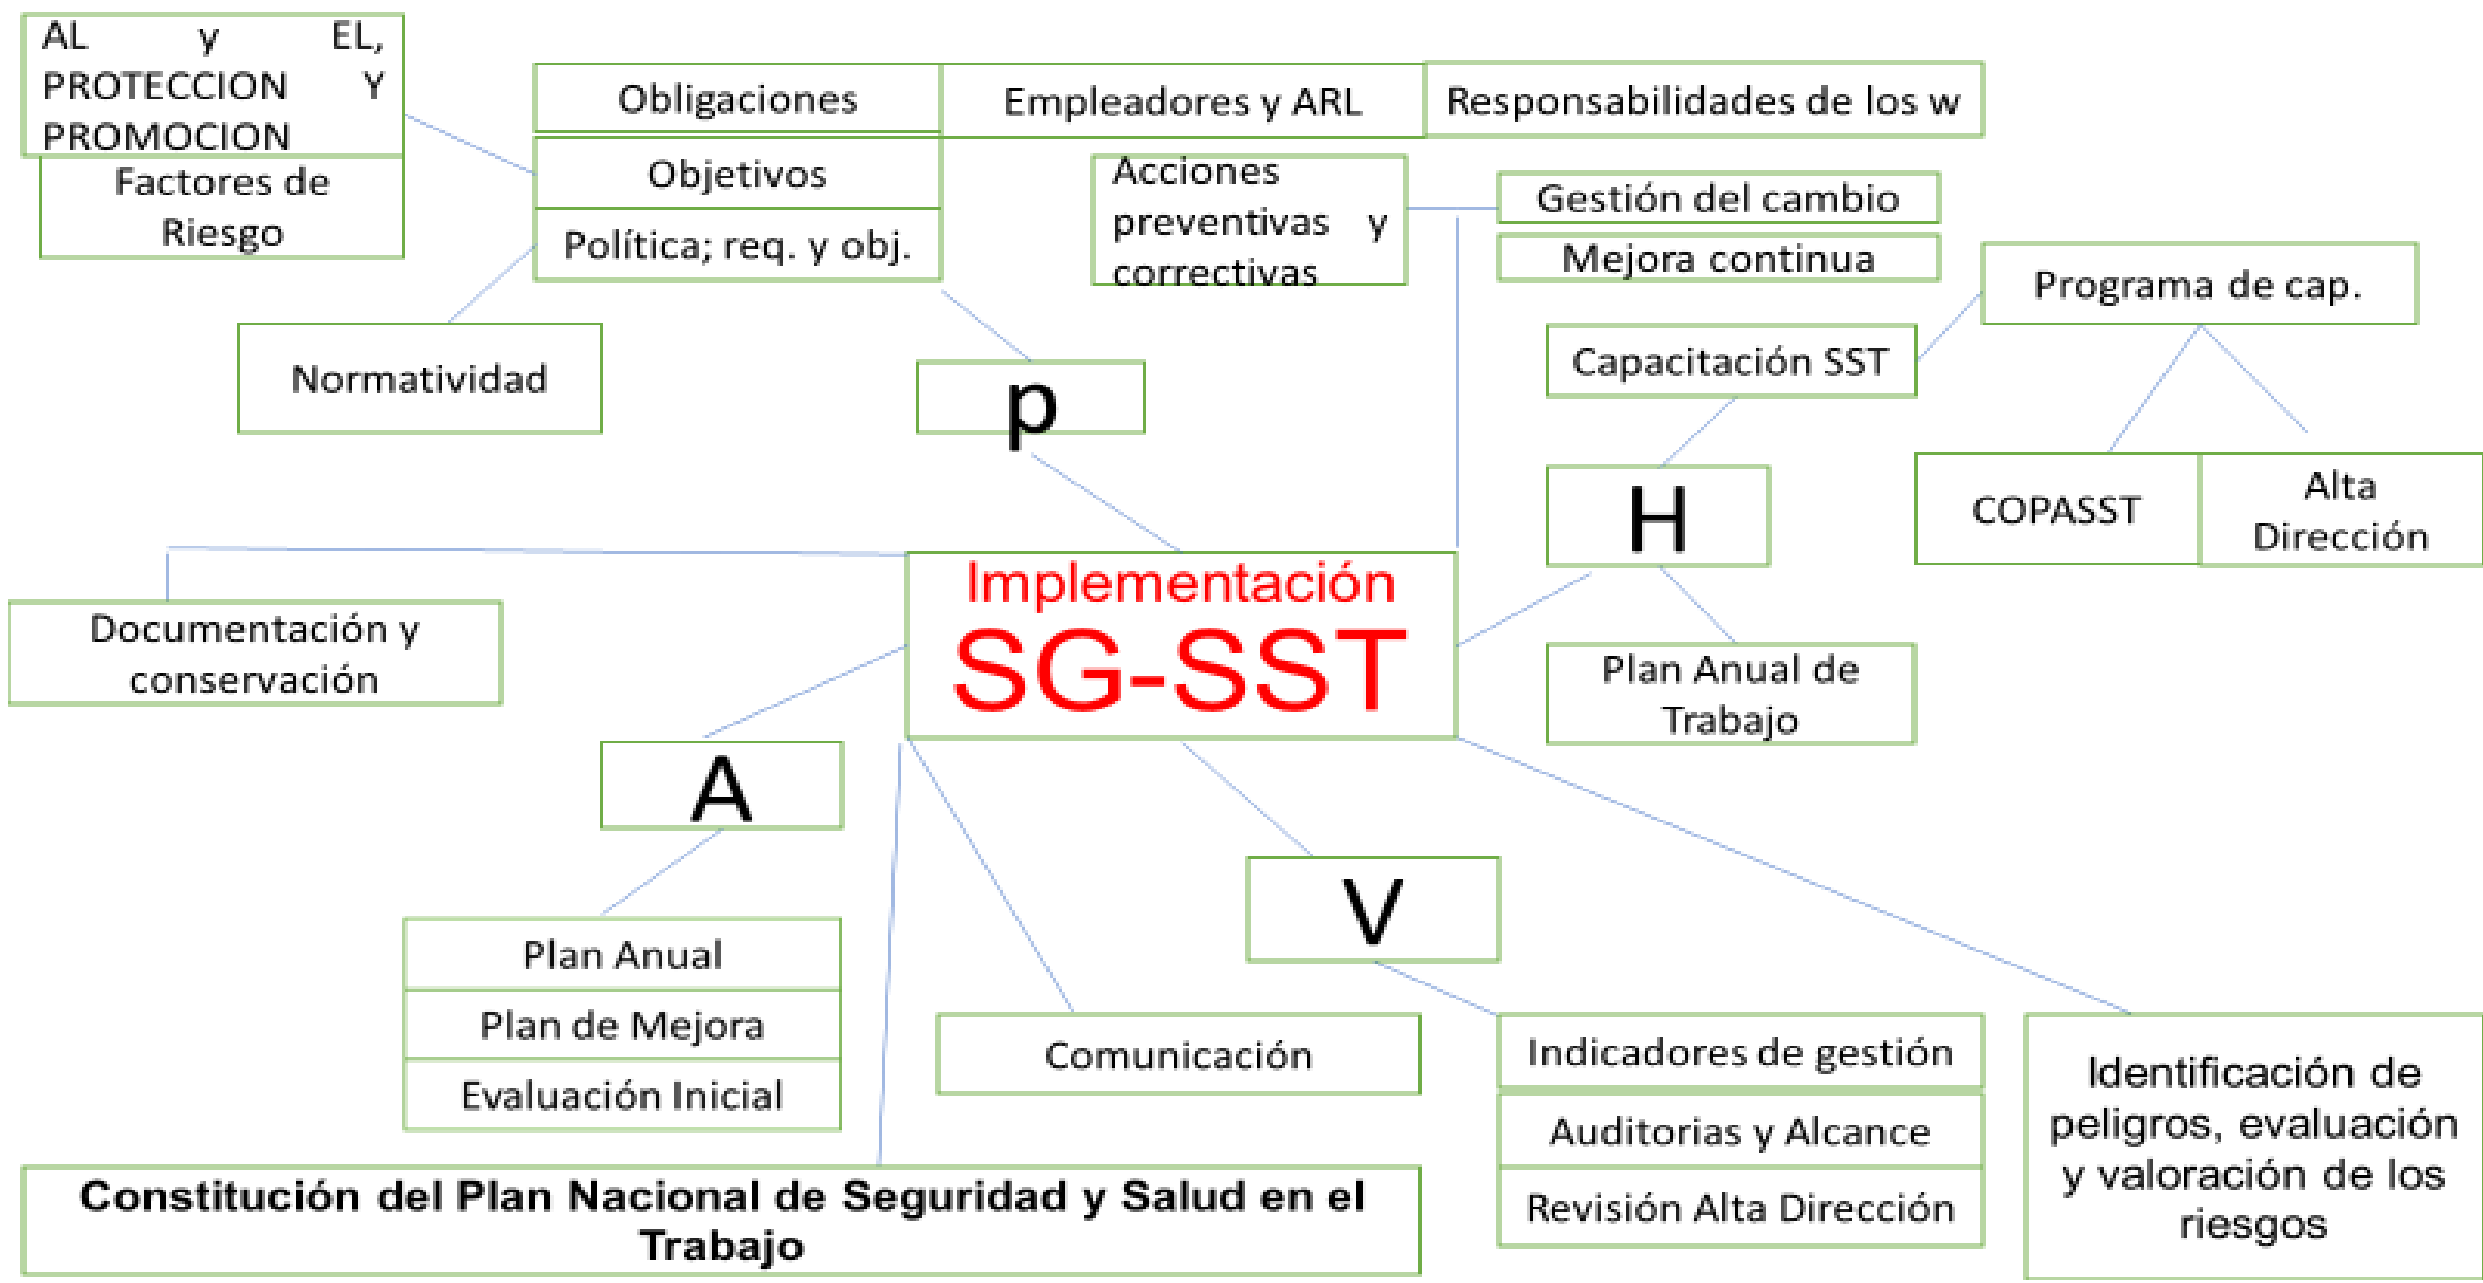 AL y EL,
PROTECCION Y
PROMOCION
Factores de
Riesgo
Obligaciones
Empleadores y ARL
Responsabilidades de los w
Objetivos
Política; req. y obj.
Acciones
preventivas y
correctivas
Gestión del cambio
Mejora continua
Programa de cap.
Normatividad
p
Capacitación SST
H
COPASST
Alta
Dirección
Implementación
SG-SST
Documentación y
conservación
Plan Anual de
Trabajo
A
V
Plan Anual
Plan de Mejora
Evaluación Inicial
Comunicación
Indicadores de gestión
Auditorias y Alcance
Revisión Alta Dirección
Identificación de
peligros, evaluación
y valoración de los
riesgos
Constitución del Plan Nacional de Seguridad y Salud en el
Trabajo